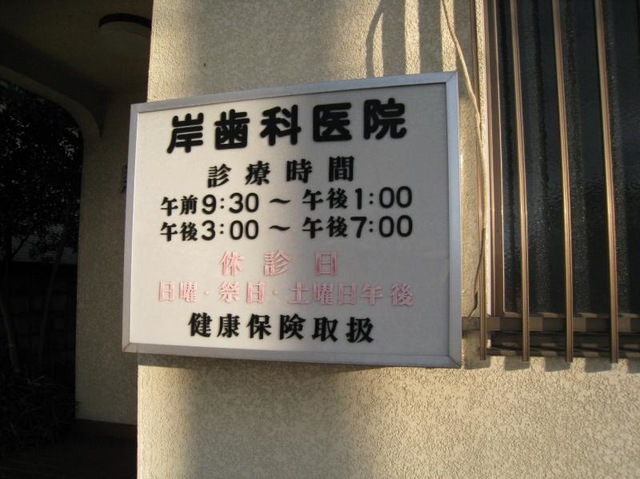 岸歯科医院
診療時間
午前9:30～午後1:00
午後3:00～午後7:00
休診日
日曜・祭日・土曜日午後
健康保険取扱